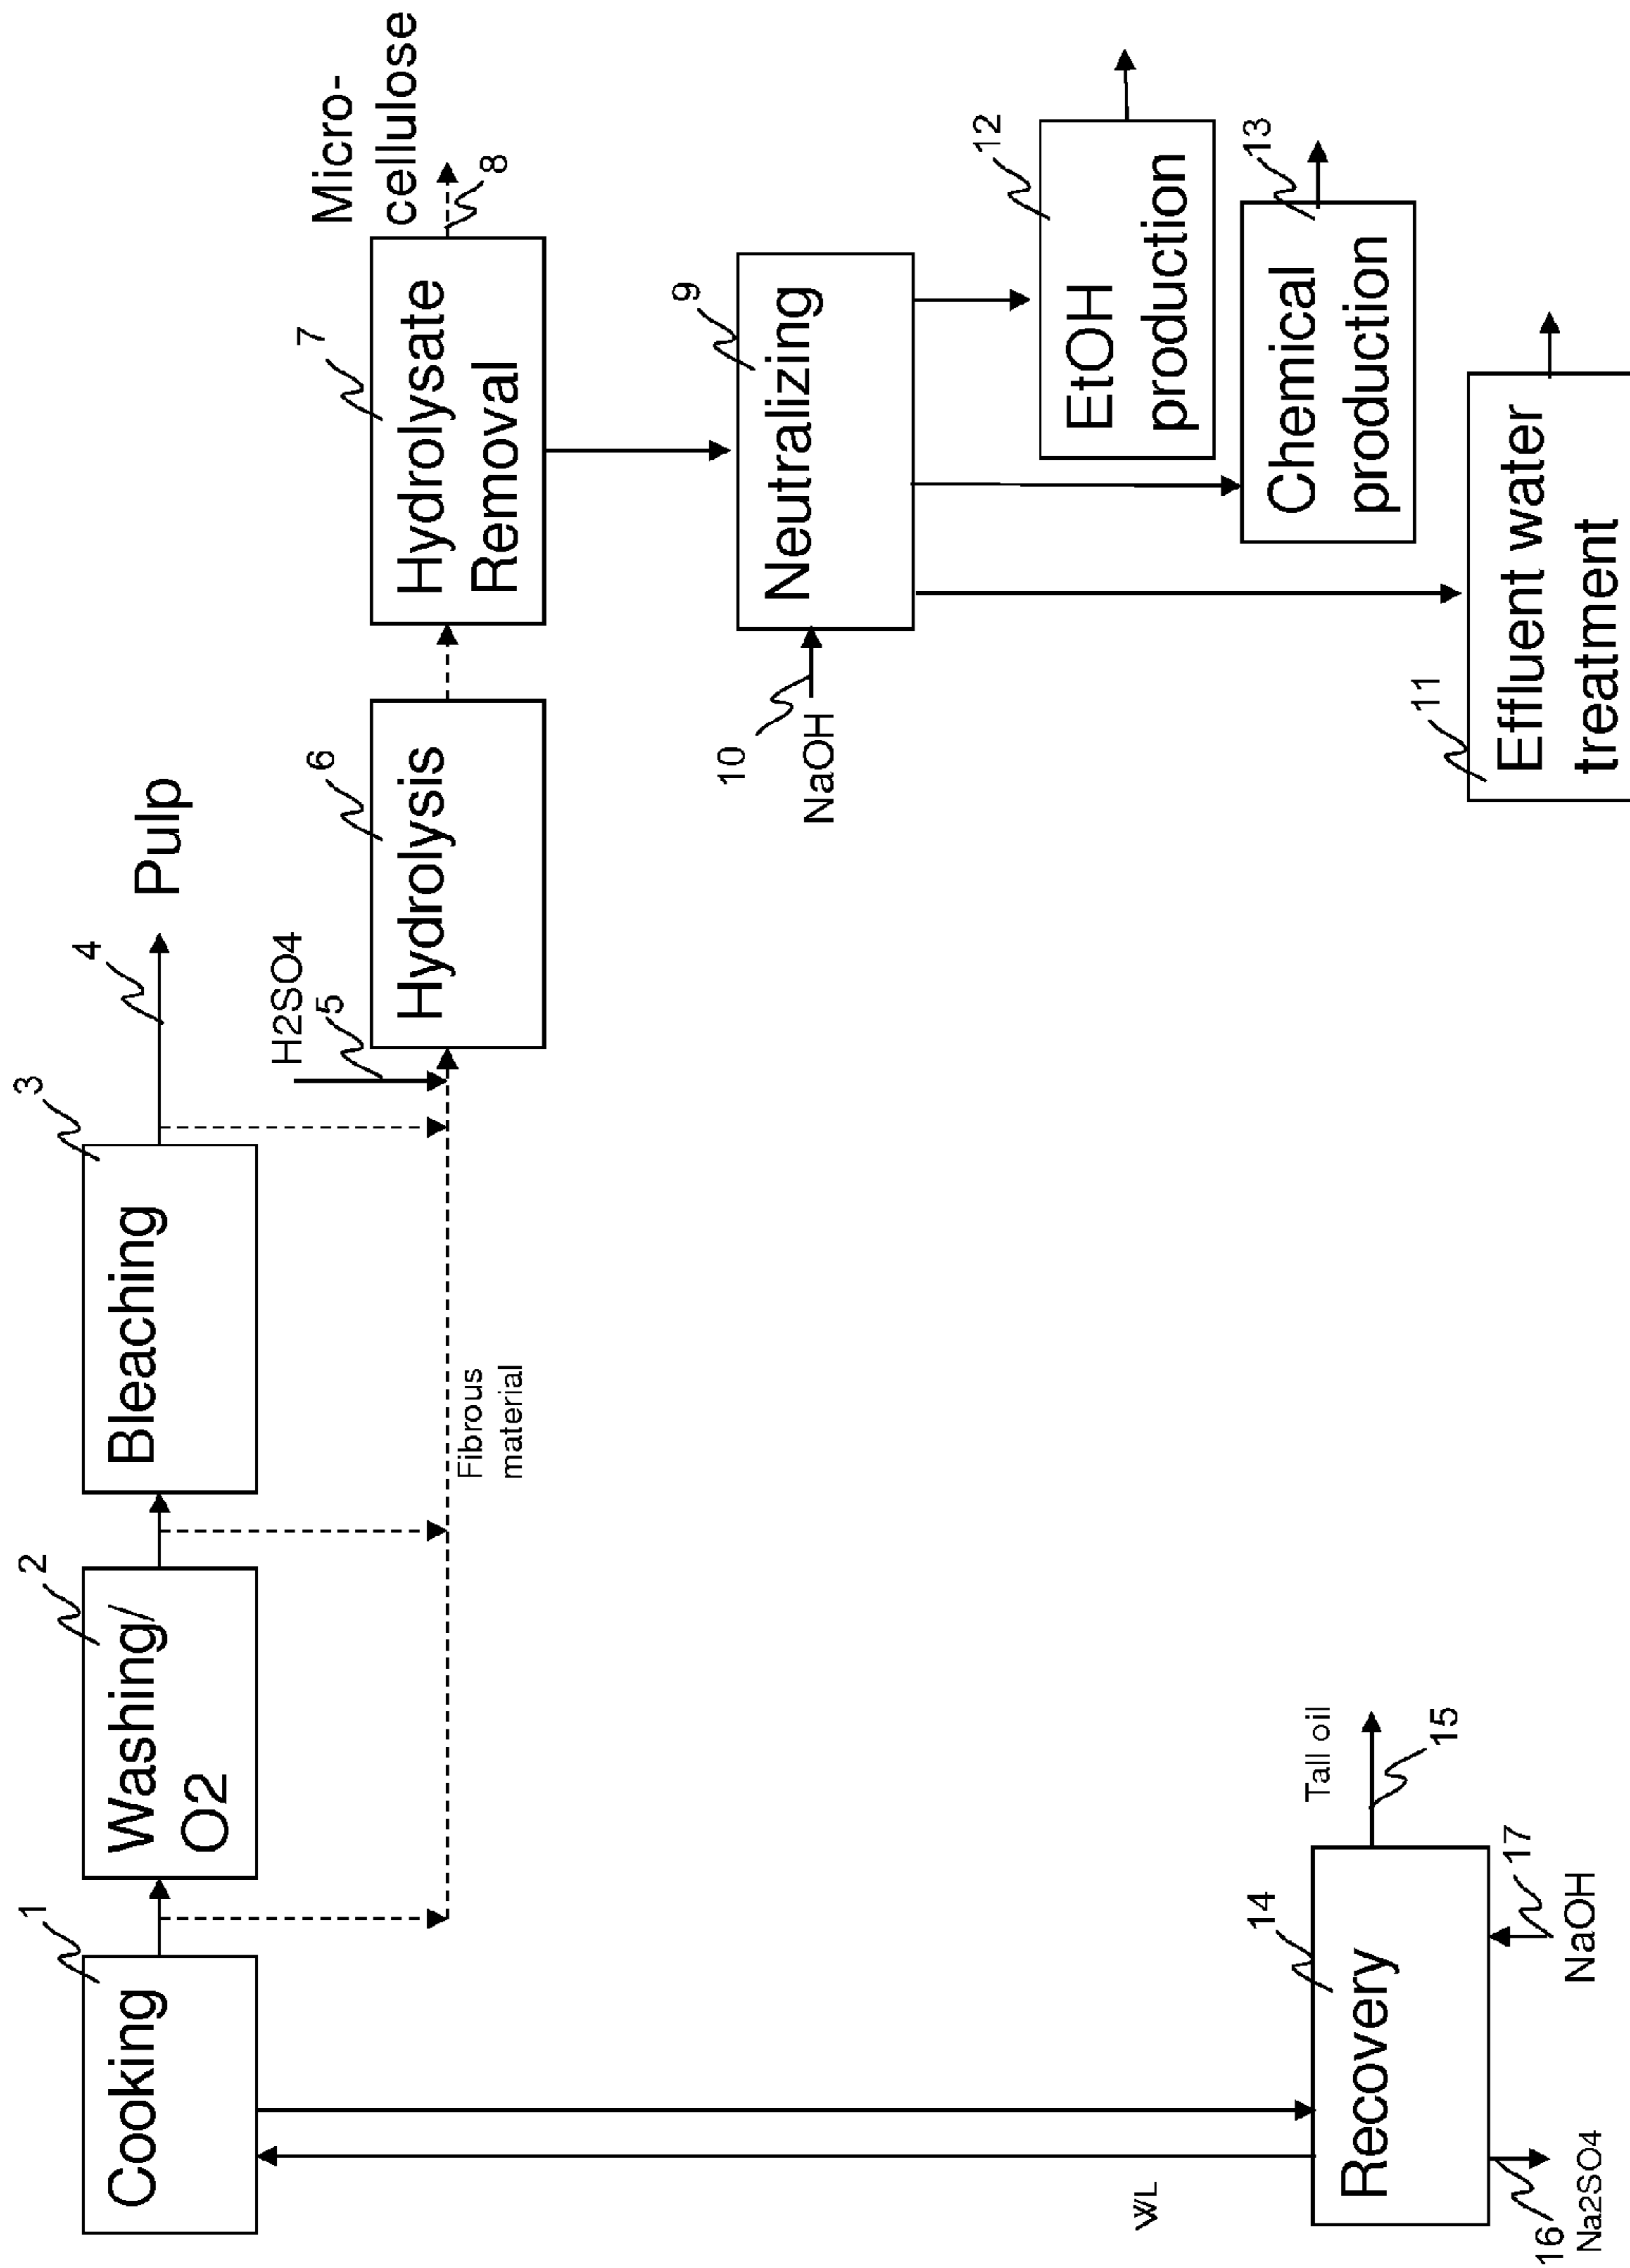 1
Cooking
2
Washing/
O2
3
Bleaching
4
Pulp
H2SO4
5
Fibrous
material
6
Hydrolysis
7
Hydrolysate
Removal
Micro-
cellulose
8
9
Neutralizing
10
NaOH
12
EtOH
production
13
Chemical
production
11
Effluent water
treatment
WL
14
Recovery
Tall oil
15
16
Na2SO4
17
NaOH